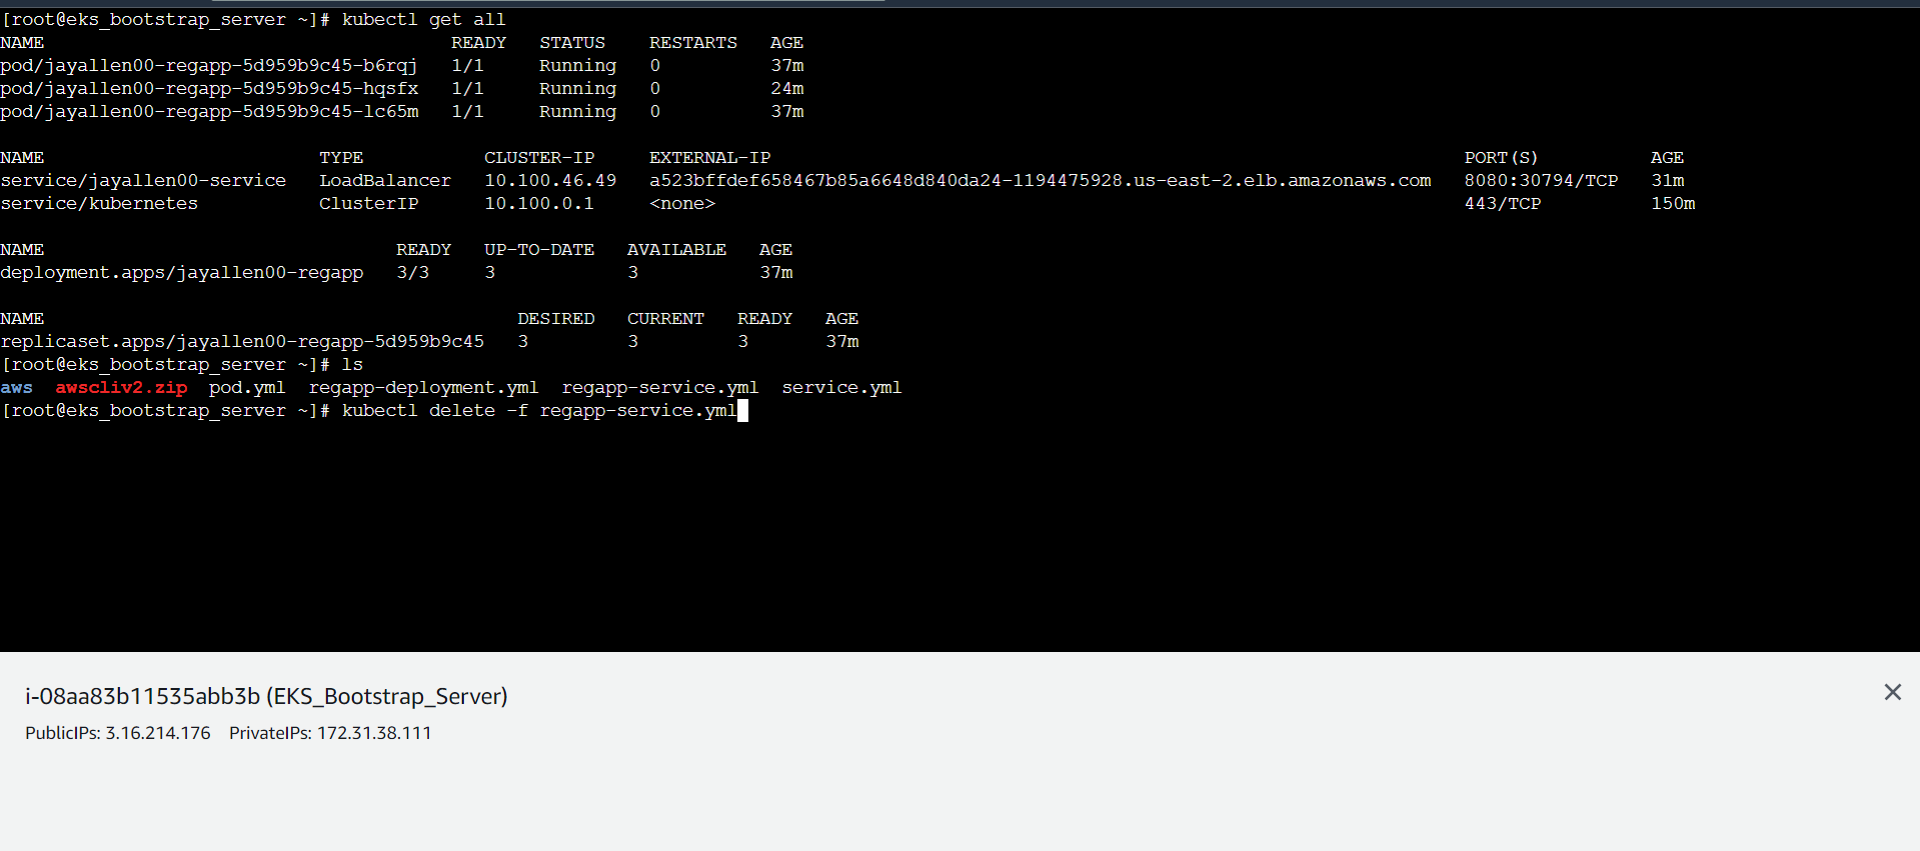 [root@eks_bootstrap_server ~]# kubectl get all
NAME READY STATUS RESTARTS AGE
pod/jayallen00-regapp-5d959b9c45-b6rqj 1/1 Running 0 37m
pod/jayallen00-regapp-5d959b9c45-hqsfx 1/1 Running 0 24m
pod/jayallen00-regapp-5d959b9c45-lc65m 1/1 Running 0 37m
NAME TYPE CLUSTER-IP EXTERNAL-IP PORT(S) AGE
service/jayallen00-service LoadBalancer 10.100.46.49 a523bffdef658467b85a6648d840da24-1194475928.us-east-2.elb.amazonaws.com 8080:30794/TCP 31m
service/kubernetes ClusterIP 10.100.0.1 <none> 443/TCP 150m
NAME READY UP-TO-DATE AVAILABLE AGE
deployment.apps/jayallen00-regapp 3/3 3 3 37m
NAME DESIRED CURRENT READY AGE
replicaset.apps/jayallen00-regapp-5d959b9c45 3 3 3 37m
[root@eks_bootstrap_server ~]# ls
aws awscliv2.zip pod.yml regapp-deployment.yml regapp-service.yml service.yml
[root@eks_bootstrap_server ~]# kubectl delete -f regapp-service.yml
i-08aa83b11535abb3b (EKS_Bootstrap_Server)
PublicIPs: 3.16.214.176 PrivateIPs: 172.31.38.111